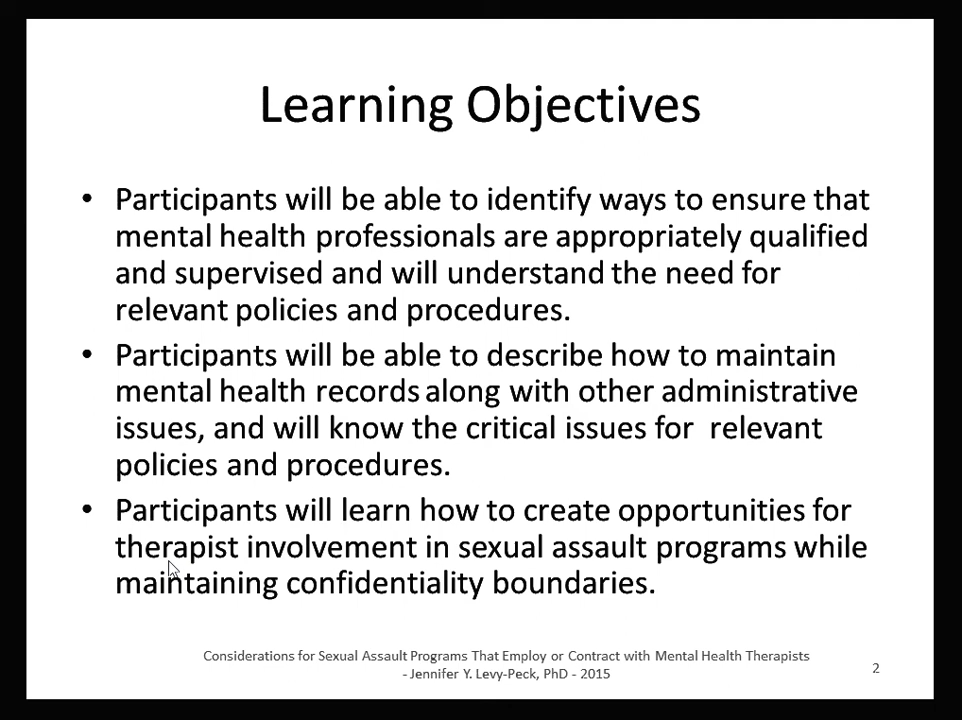 Learning Objectives
• Participants will be able to identify ways to ensure that
mental health professionals are appropriately qualified
and supervised and will understand the need for
relevant policies and procedures.
• Participants will be able to describe how to maintain
mental health records along with other administrative
issues, and will know the critical issues for  relevant
policies and procedures.
• Participants will learn how to create opportunities for
therapist involvement in sexual assault programs while
maintaining confidentiality boundaries.
Considerations for Sexual Assault Programs That Employ or Contract with Mental Health Therapists
- Jennifer Y. Levy-Peck, PhD - 2015
2